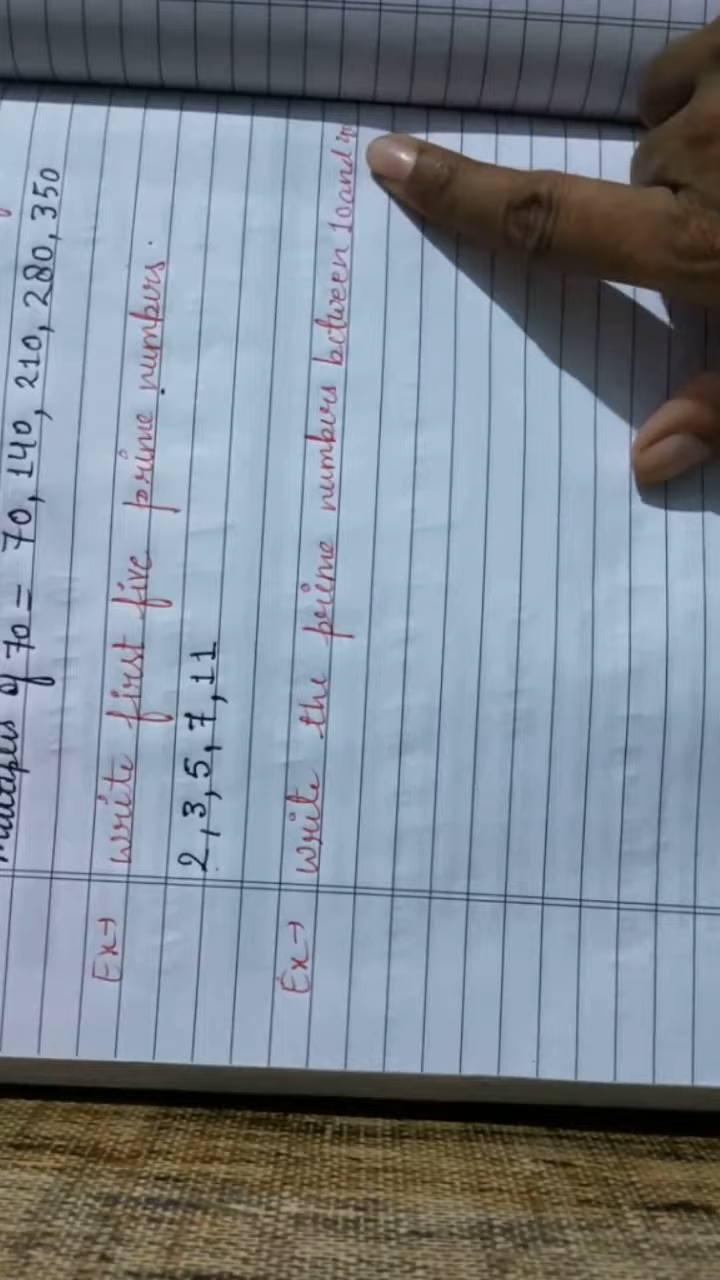 multiples of 70 = 70, 140, 210, 280, 350
Ex→ write first five prime numbers.
2, 3, 5, 7, 11
Ex→ write the prime numbers between 10 and